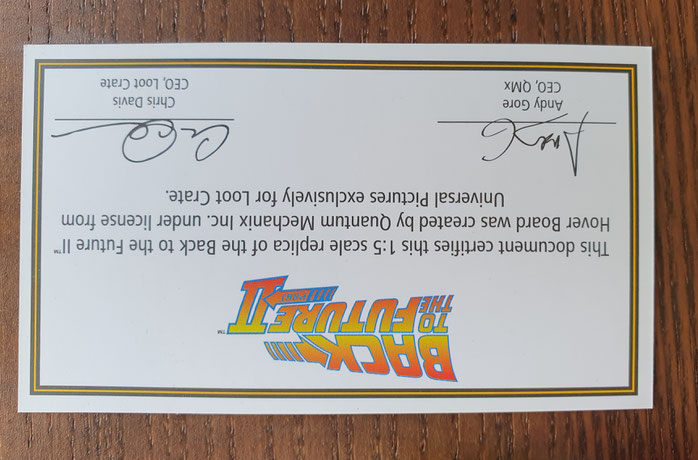 BACK
TO THE
FUTURE II™
This document certifies this 1:5 scale replica of the Back to the Future II™
Hover Board was created by Quantum Mechanix Inc. under license from
Universal Pictures exclusively for Loot Crate.
Andy Gore
CEO, QMx
Chris Davis
CEO, Loot Crate